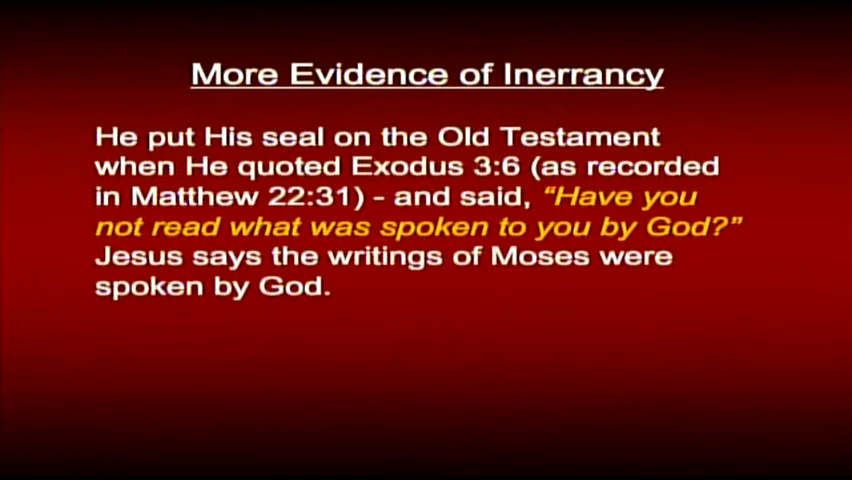 More Evidence of Inerrancy
He put His seal on the Old Testament
when He quoted Exodus 3:6 (as recorded
in Matthew 22:31) - and said, “Have you
not read what was spoken to you by God?”
Jesus says the writings of Moses were
spoken by God.